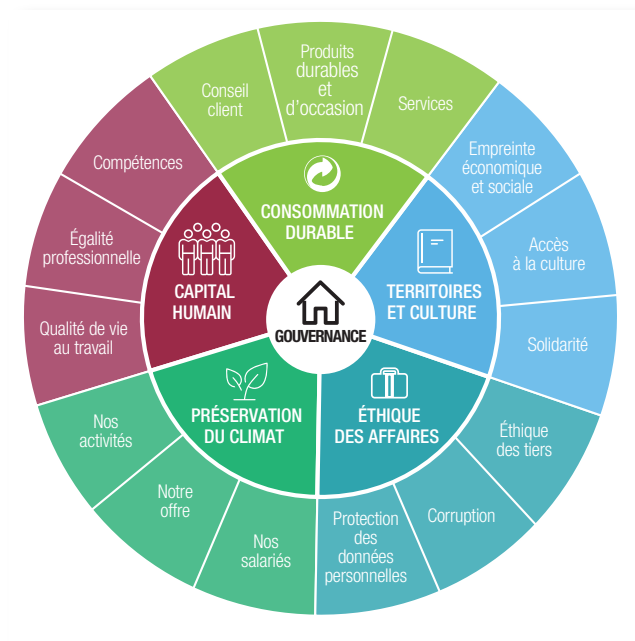 Produits
durables
et
d'occasion
Conseil
client
Services
Empreinte
économique
et sociale
Compétences
CONSOMMATION
DURABLE
Égalité
professionnelle
Accès
à la culture
CAPITAL
HUMAIN
TERRITOIRES
ET CULTURE
GOUVERNANCE
Qualité de vie
au travail
Solidarité
PRÉSERVATION
DU CLIMAT
ÉTHIQUE
DES AFFAIRES
Nos
activités
Éthique
des tiers
Notre
offre
Corruption
Nos
salariés
Protection
des
données
personnelles